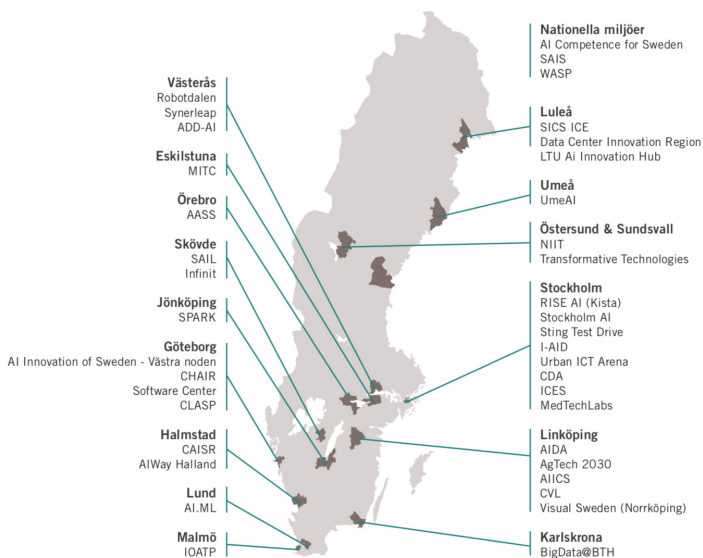 Västerås
Robotdalen
Synerleap
ADD-AI
Eskilstuna
MITC
Örebro
AASS
Skövde
SAIL
Infinit
Jönköping
SPARK
Göteborg
AI Innovation of Sweden - Västra noden
CHAIR
Software Center
CLASP
Halmstad
CAISR
AIWay Halland
Lund
AI.ML
Malmö
IOATP
Nationella miljöer
AI Competence for Sweden
SAIS
WASP
Luleå
SICS ICE
Data Center Innovation Region
LTU Ai Innovation Hub
Umeå
UmeAI
Östersund & Sundsvall
NIIT
Transformative Technologies
Stockholm
RISE AI (Kista)
Stockholm AI
Sting Test Drive
I-AID
Urban ICT Arena
CDA
ICES
MedTechLabs
Linköping
AIDA
AgTech 2030
AIICS
CVL
Visual Sweden (Norrköping)
Karlskrona
BigData@BTH